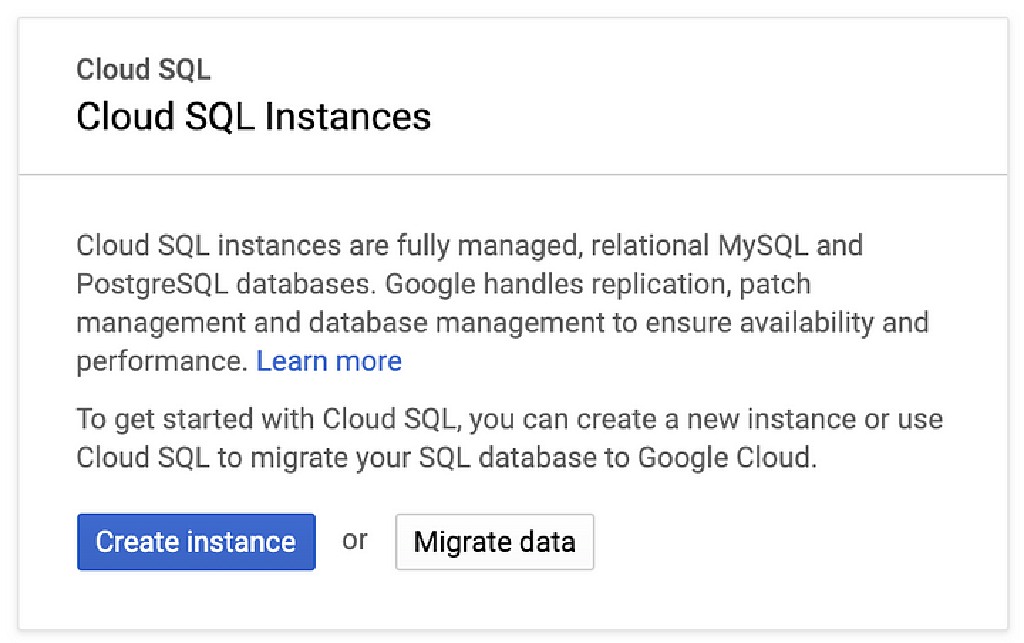 Cloud SQL
Cloud SQL Instances
Cloud SQL instances are fully managed, relational MySQL and
PostgreSQL databases. Google handles replication, patch
management and database management to ensure availability and
performance. Learn more
To get started with Cloud SQL, you can create a new instance or use
Cloud SQL to migrate your SQL database to Google Cloud.
Create instance or Migrate data